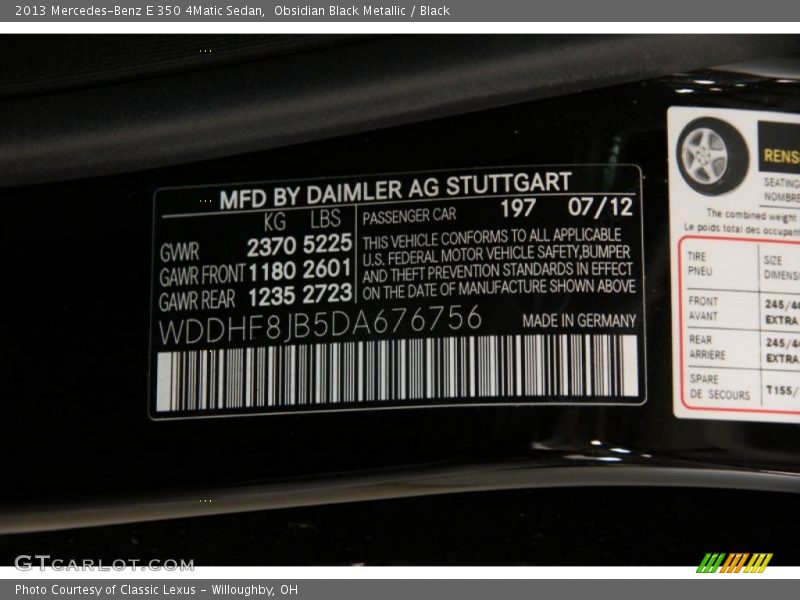 2013 Mercedes-Benz E 350 4Matic Sedan,  Obsidian Black Metallic / Black
MFD BY DAIMLER AG STUTTGART
KG LBS PASSENGER CAR 197 07/12
GWR 2370 5225
GAWR FRONT 1180 2601
GAWR REAR 1235 2723
THIS VEHICLE CONFORMS TO ALL APPLICABLE
U.S. FEDERAL MOTOR VEHICLE SAFETY,BUMPER
AND THEFT PREVENTION STANDARDS IN EFFECT
ON THE DATE OF MANUFACTURE SHOWN ABOVE
WDDHF8JB5DA676756 MADE IN GERMANY
SEATING
NOMBRE
The combined weight
Le poids total des
TIRE
PNEU
SIZE
FRONT
AVANT
245/
EXTRA
REAR
ARRIÈRE
245/
EXTRA
SPARE
DE SECOURS
T155/
GTCARLOT.COM
Photo Courtesy of Classic Lexus - Willoughby, OH